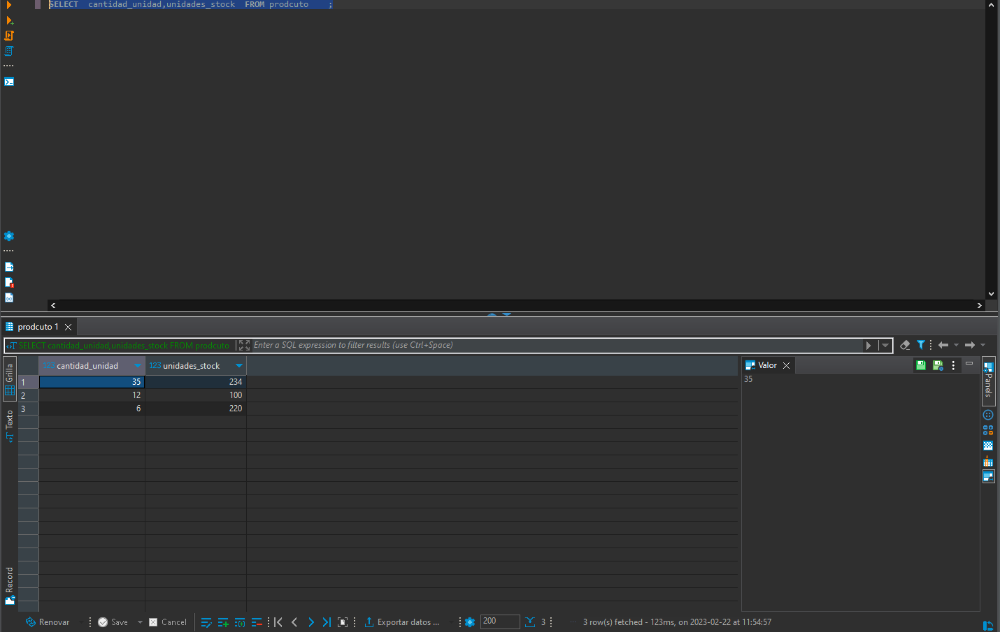 SELECT cantidad_unidad,unidades_stock FROM prodcuto ;
prodcuto 1
SELECT cantidad_unidad,unidades_stock FROM prodcuto
Enter a SQL expression to filter results (use Ctrl+Space)
Grilla
Texto
Record
123 cantidad_unidad 123 unidades_stock
1 35 234
2 12 100
3 6 220
Valor
35
Panels
Renovar
Save
Cancel
Exportar datos ...
200
3
3 row(s) fetched - 123ms, on 2023-02-22 at 11:54:57